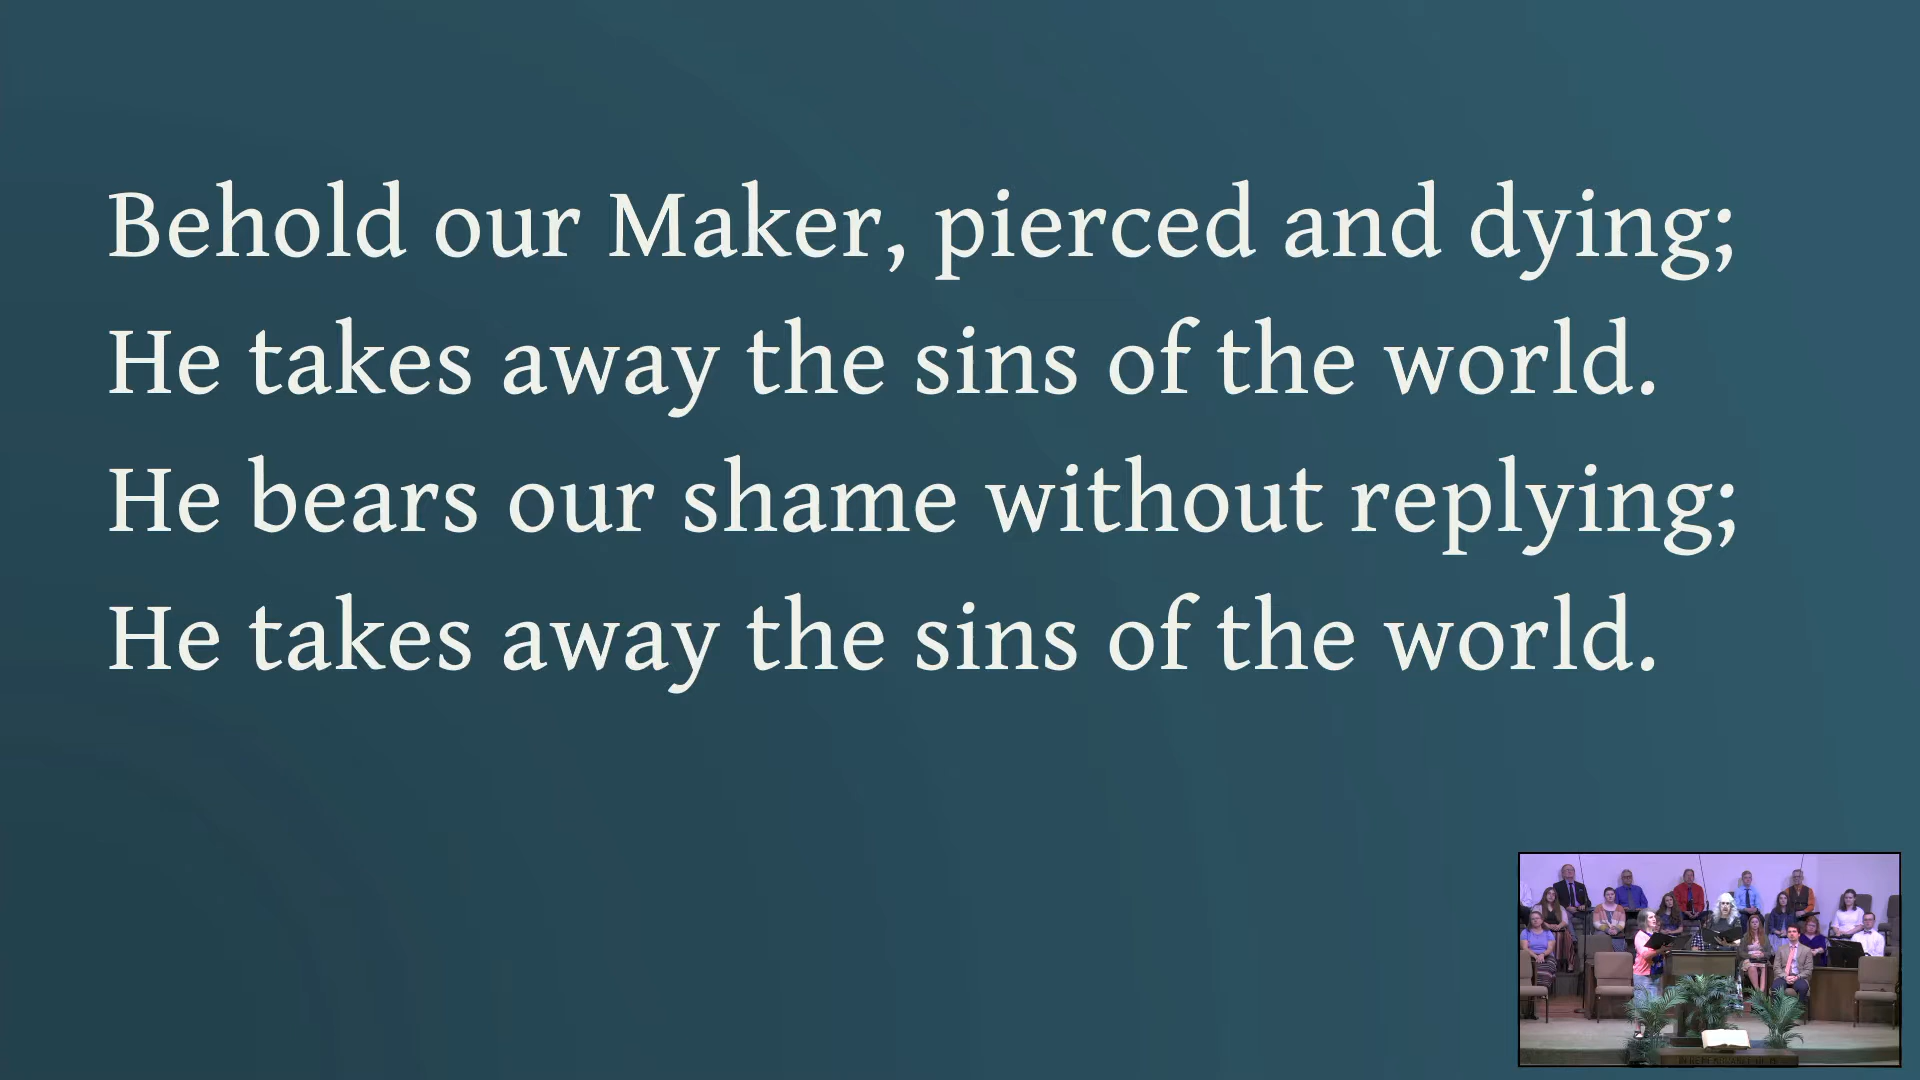 Behold our Maker, pierced and dying;
He takes away the sins of the world.
He bears our shame without replying;
He takes away the sins of the world.